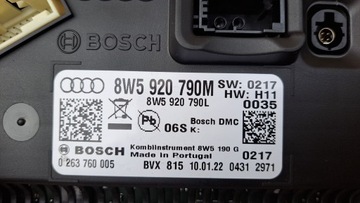 BOSCH
8W5 920 790M SW: 0217
8W5 920 790L HW: H11
0035
Pb 06S Bosch DMC
K:
BOSCH Kombiinstrument 8W5 190 G
Made in Portugal 0217
0 263 760 005 BVX 815 10.01.22 0431 2971